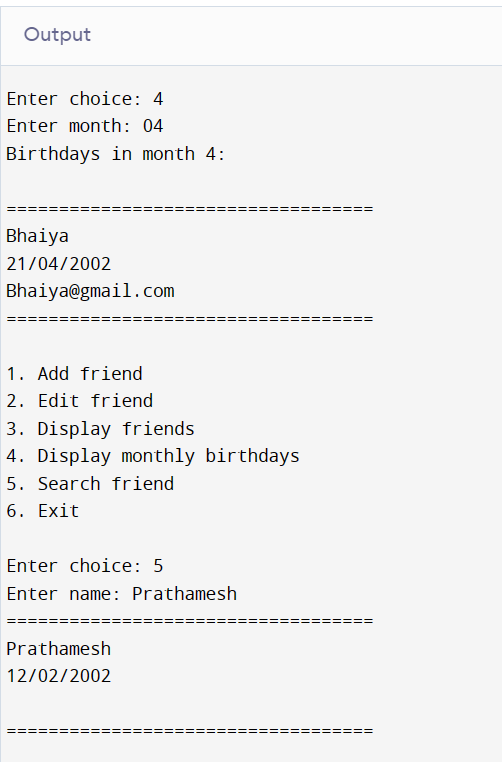 Output
Enter choice: 4
Enter month: 04
Birthdays in month 4:
===================================
Bhaiya
21/04/2002
Bhaiya@gmail.com
===================================
1. Add friend
2. Edit friend
3. Display friends
4. Display monthly birthdays
5. Search friend
6. Exit
Enter choice: 5
Enter name: Prathamesh
===================================
Prathamesh
12/02/2002
===================================